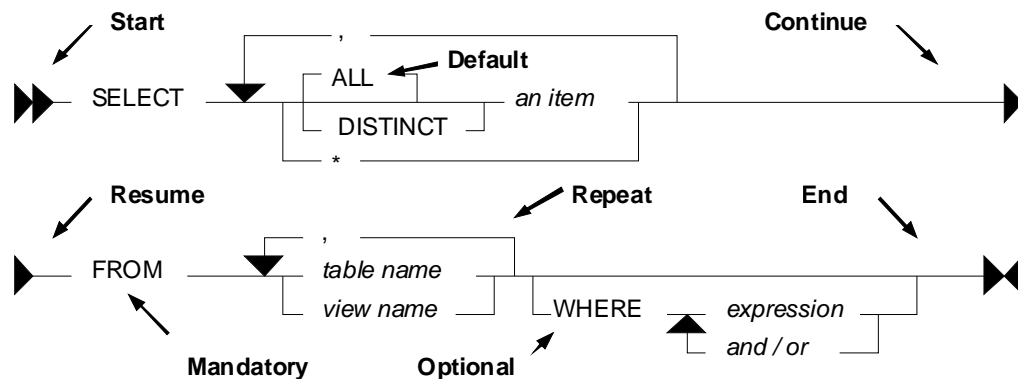 Start Continue
,
ALL Default
SELECT an item
DISTINCT
*
Resume Repeat End
,
FROM table name
view name WHERE expression
and / or
Mandatory Optional